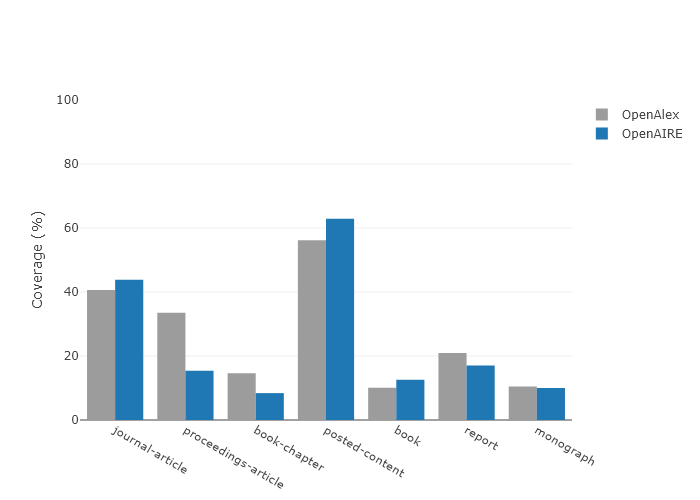 100
80
60
40
20
0
Coverage (%)
journal-article
proceedings-article
book-chapter
posted-content
book
report
monograph
OpenAlex
OpenAIRE